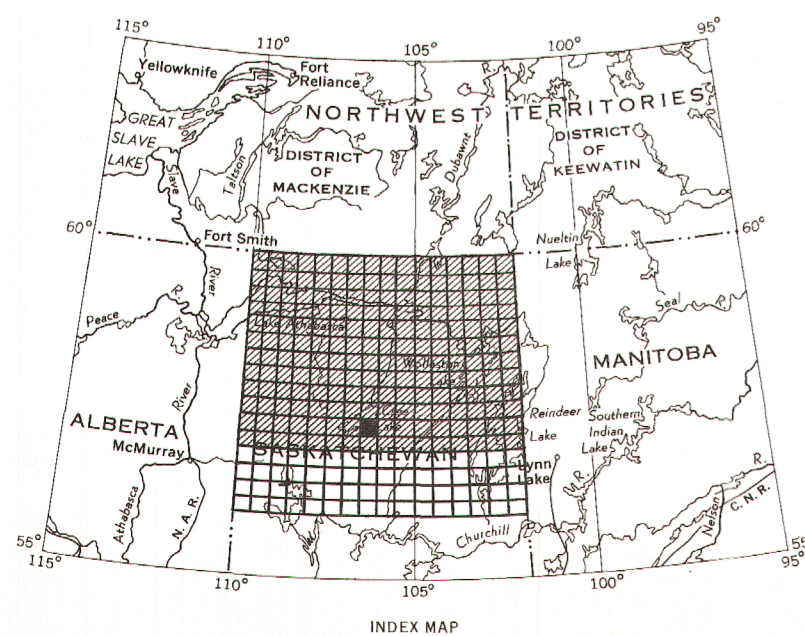 115°
110°
105°
100°
95°
Yellowknife
Fort
Reliance
GREAT
SLAVE
LAKE
NORTHWEST TERRITORIES
DISTRICT
OF
MACKENZIE
DISTRICT
OF
KEEWATIN
Slave
Taltson
Dubawnt
R.
60°
60°
Fort Smith
Nueltin
Lake
River
R.
Peace
Lake Athabasca
Seal R.
Wollaston
Lake
MANITOBA
River
ALBERTA
McMurray
Reindeer
Lake
Southern
Indian
Lake
SASKATCHEWAN
Lynn
Lake
R.
R.
Athabasca
N.A.R.
Churchill
Nelson
C.N.R.
55°
55°
115°
110°
105°
100°
95°
INDEX MAP